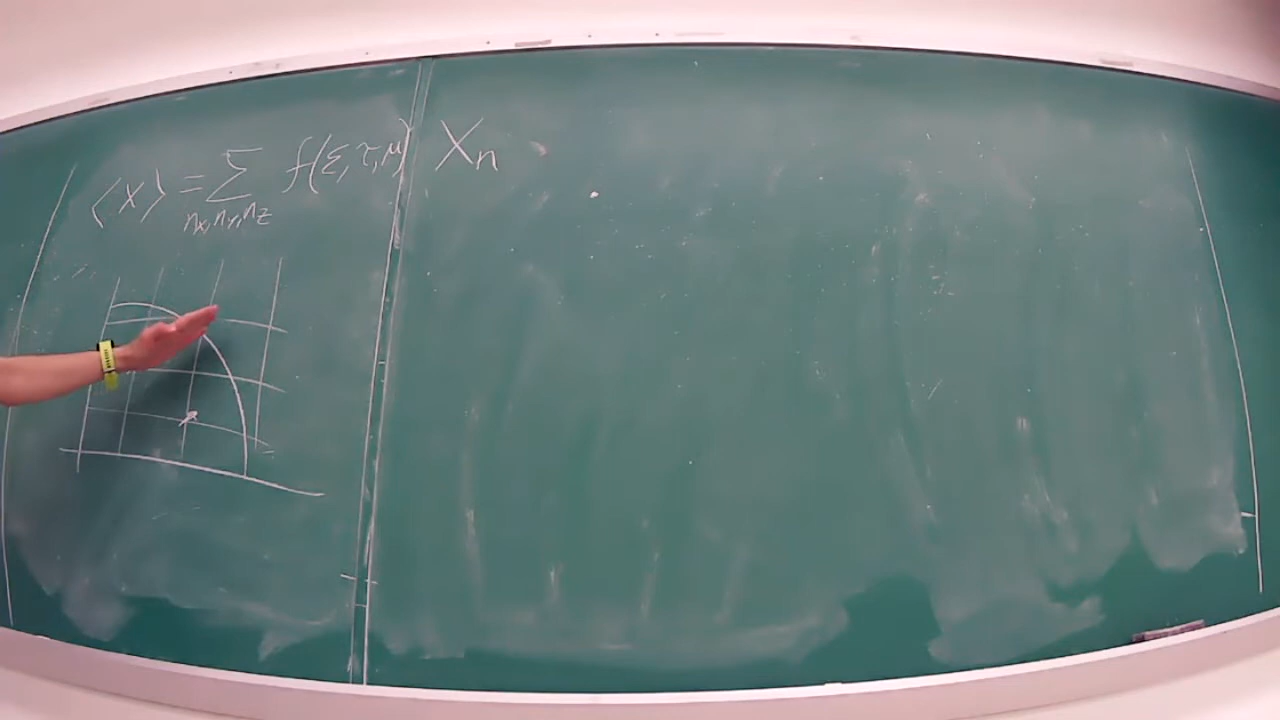 ⟨X⟩ = ∑ f(ε, τ, μ) Xn
nx, ny, nz